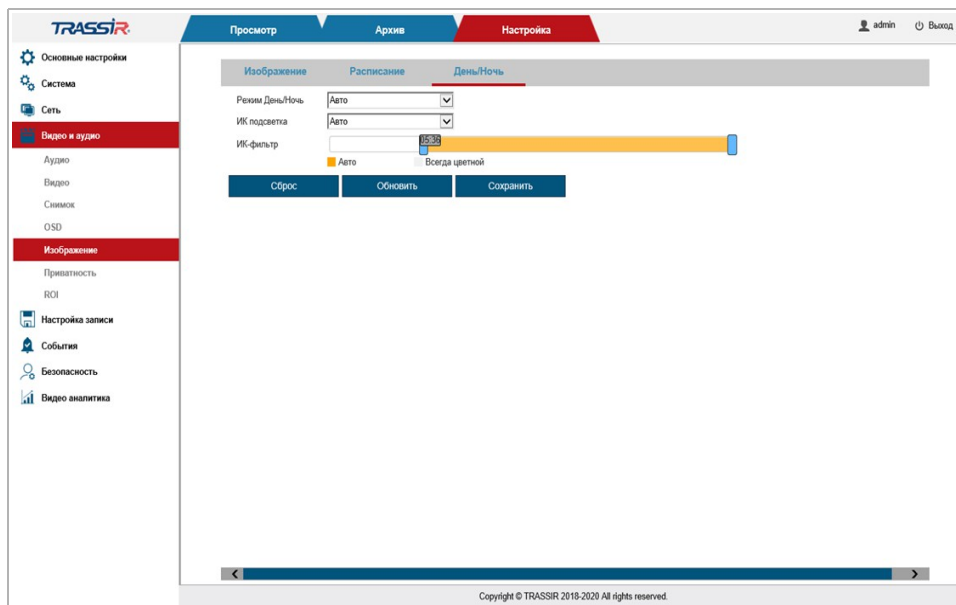 TRASSIR
Просмотр
Архив
Настройка
admin
Выход
Основные настройки
Система
Сеть
Видео и аудио
Аудио
Видео
Снимок
OSD
Изображение
Приватность
ROI
Настройка записи
События
Безопасность
Видео аналитика
Изображение
Расписание
День/Ночь
Режим День/Ночь
Авто
ИК подсветка
Авто
ИК-фильтр
Авто
Всегда цветной
Сброс
Обновить
Сохранить
Copyright © TRASSIR 2018-2020 All rights reserved.